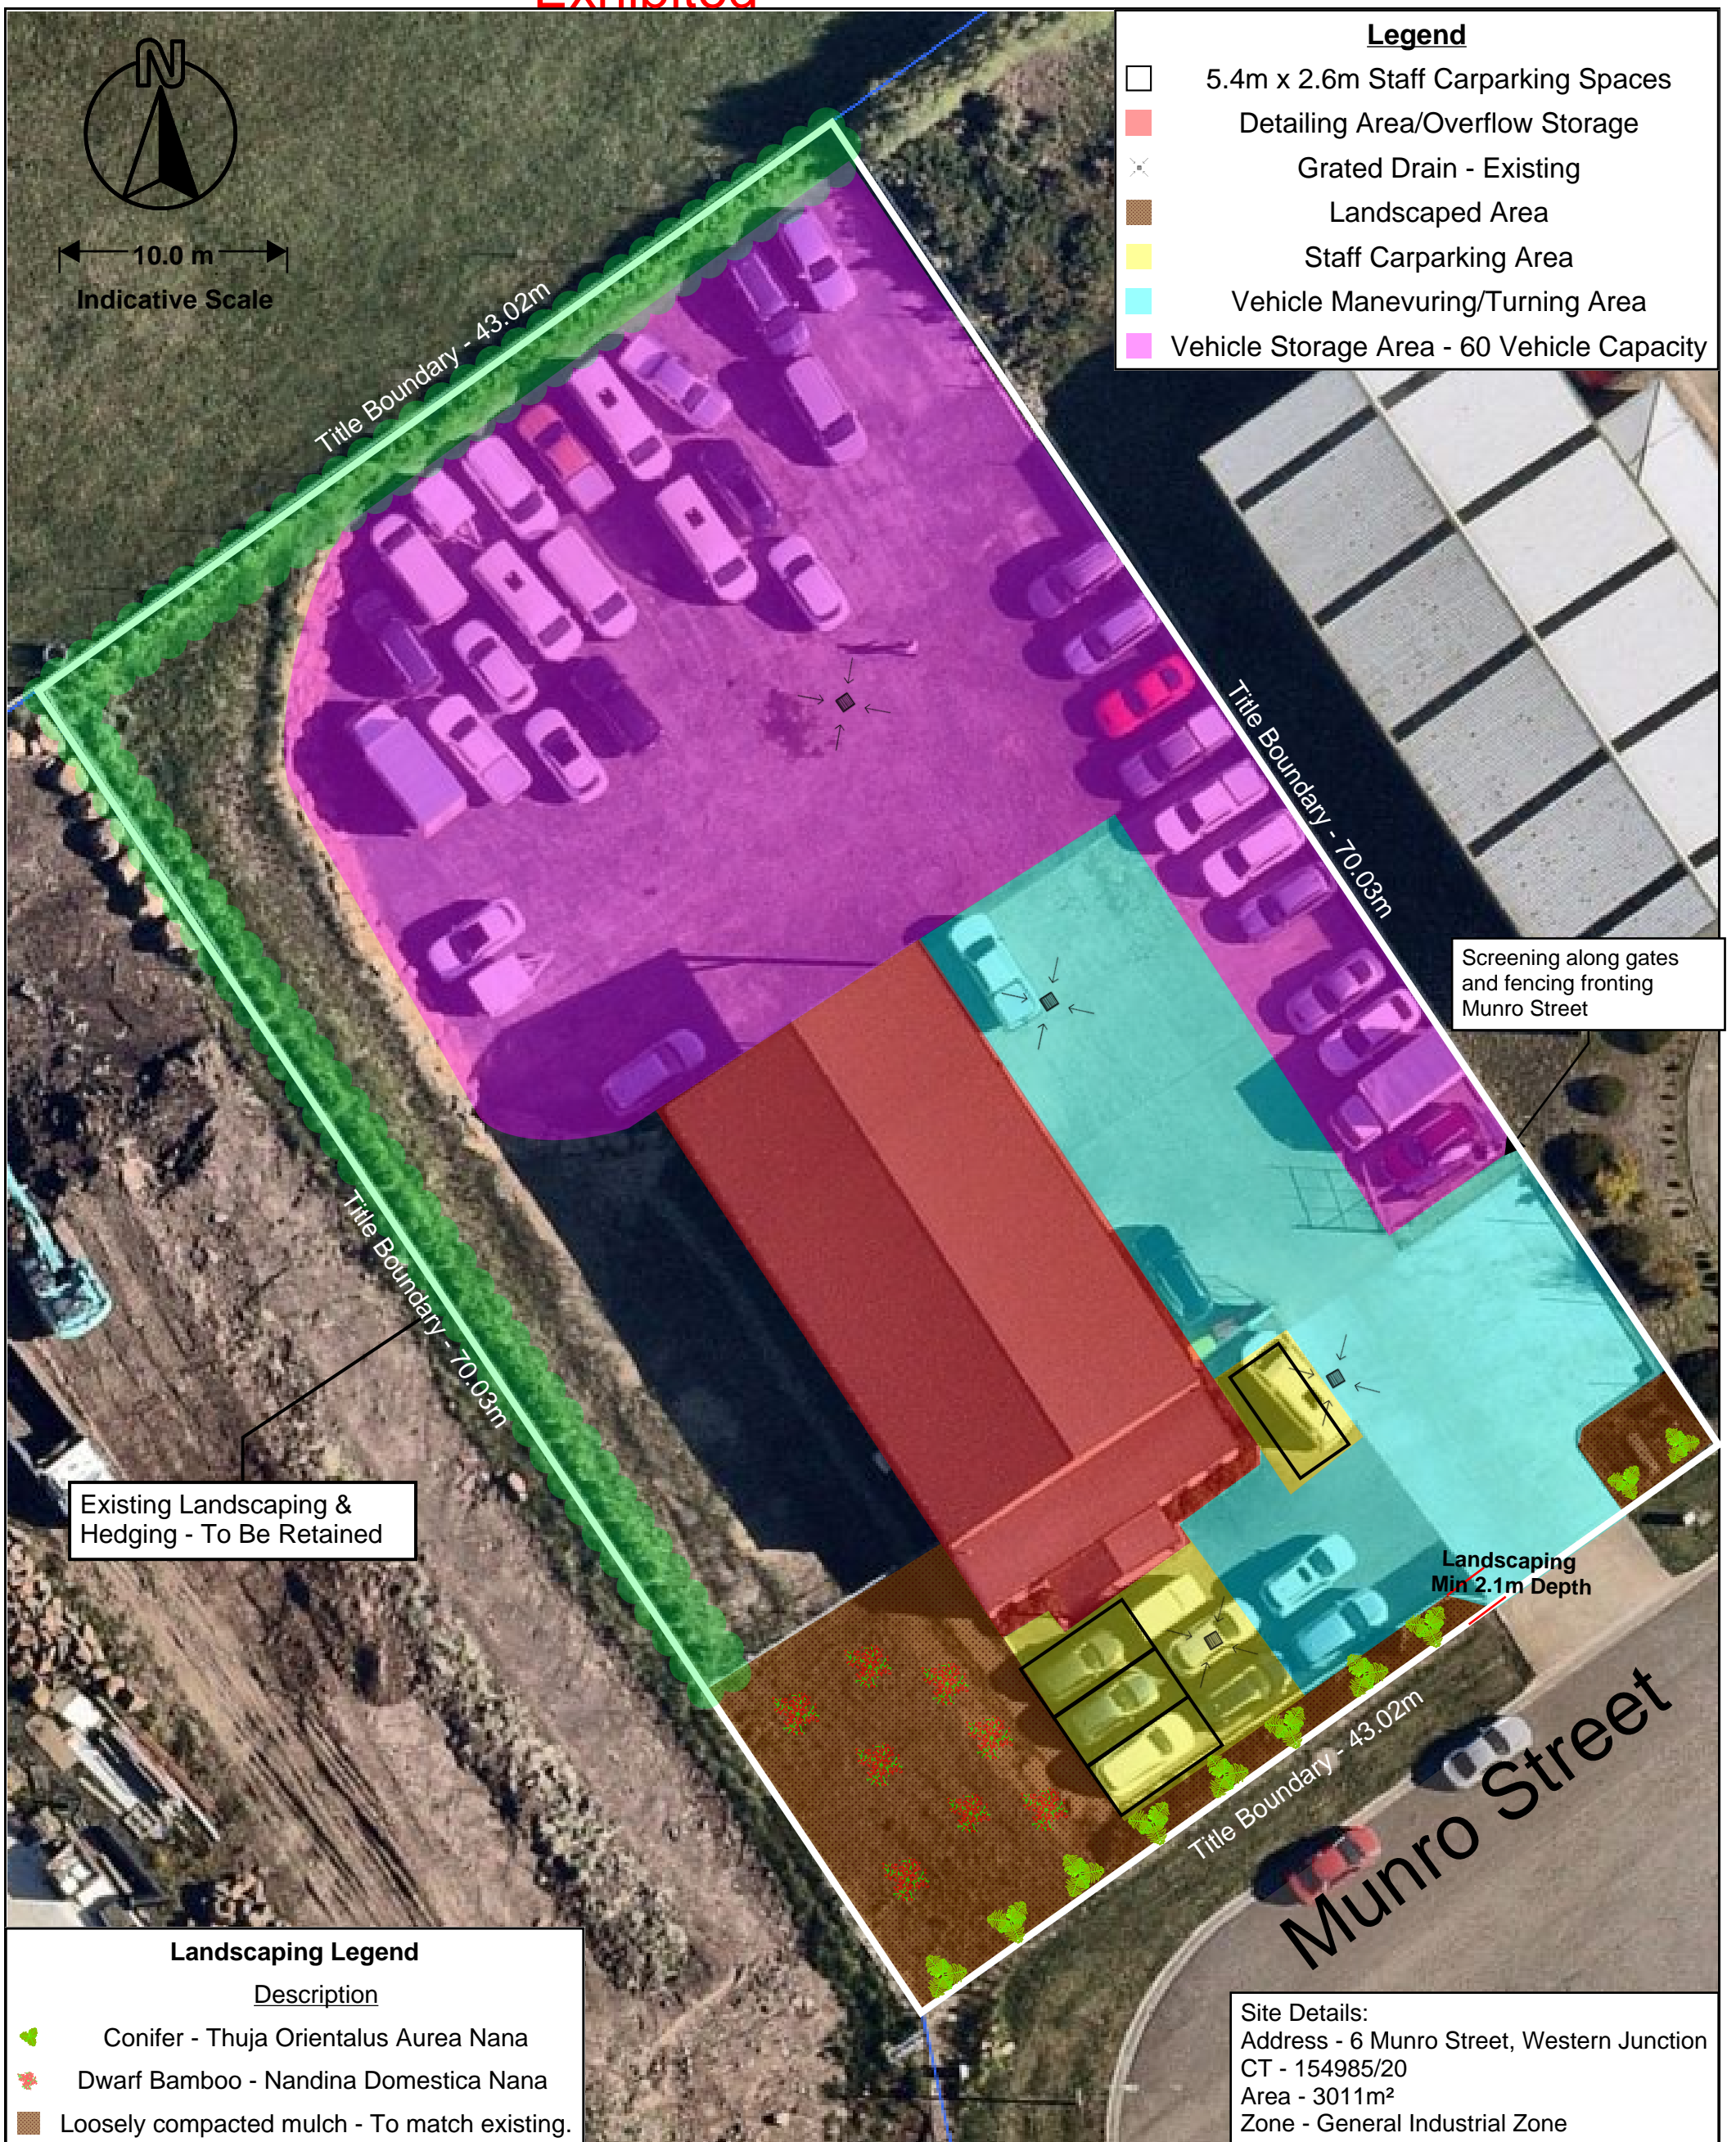 Exhibited
N
10.0 m
Indicative Scale
Legend
5.4m x 2.6m Staff Carparking Spaces
Detailing Area/Overflow Storage
Grated Drain - Existing
Landscaped Area
Staff Carparking Area
Vehicle Manevuring/Turning Area
Vehicle Storage Area - 60 Vehicle Capacity
Title Boundary - 43.02m
Title Boundary - 70.03m
Screening along gates
and fencing fronting
Munro Street
Title Boundary - 70.03m
Existing Landscaping &
Hedging - To Be Retained
Landscaping
Min 2.1m Depth
Title Boundary - 43.02m
Munro Street
Landscaping Legend
Description
Conifer - Thuja Orientalus Aurea Nana
Dwarf Bamboo - Nandina Domestica Nana
Loosely compacted mulch - To match existing.
Site Details:
Address - 6 Munro Street, Western Junction
CT - 154985/20
Area - 3011m²
Zone - General Industrial Zone